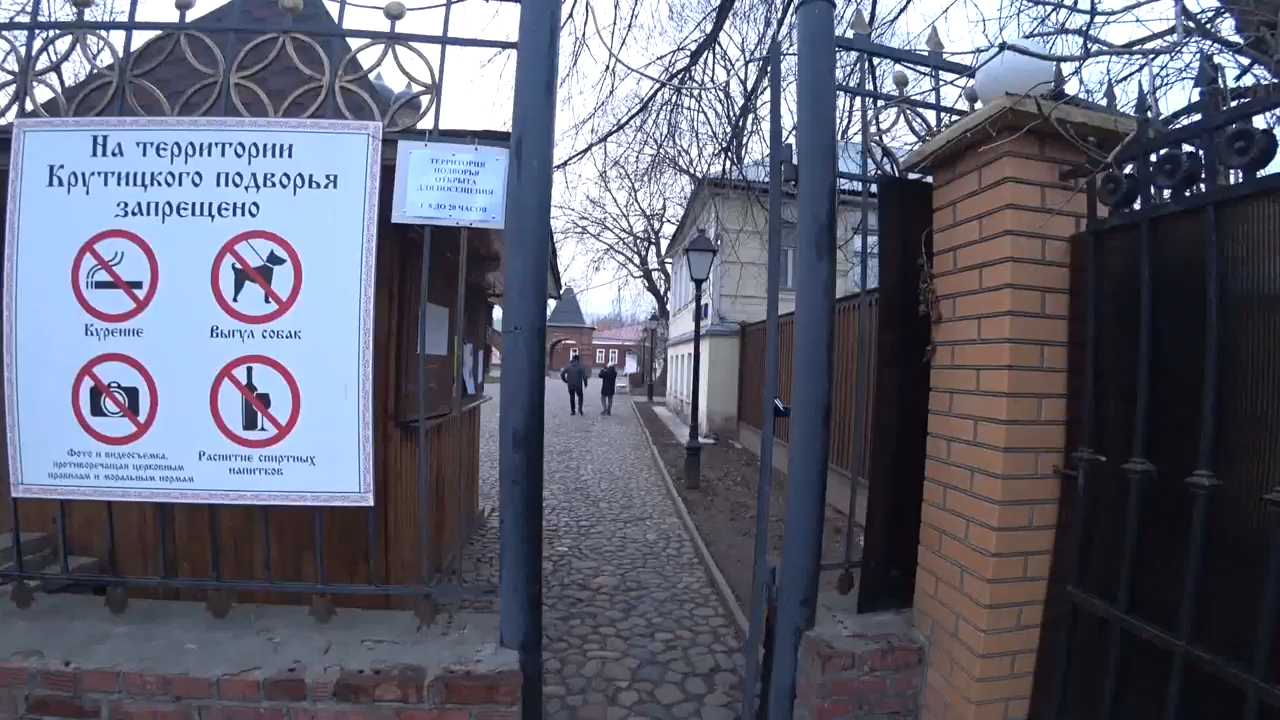 На территории
Крутицкого подворья
запрещено
Курение
Выгул собак
Фото и видеосъемка,
противоречащая церковным
правилам и моральным нормам
Распитие спиртных
напитков
ТЕРРИТОРИЯ
ПОДВОРЬЯ
ОТКРЫТА
ДЛЯ ПОСЕЩЕНИЯ
С 8 ДО 20 ЧАСОВ